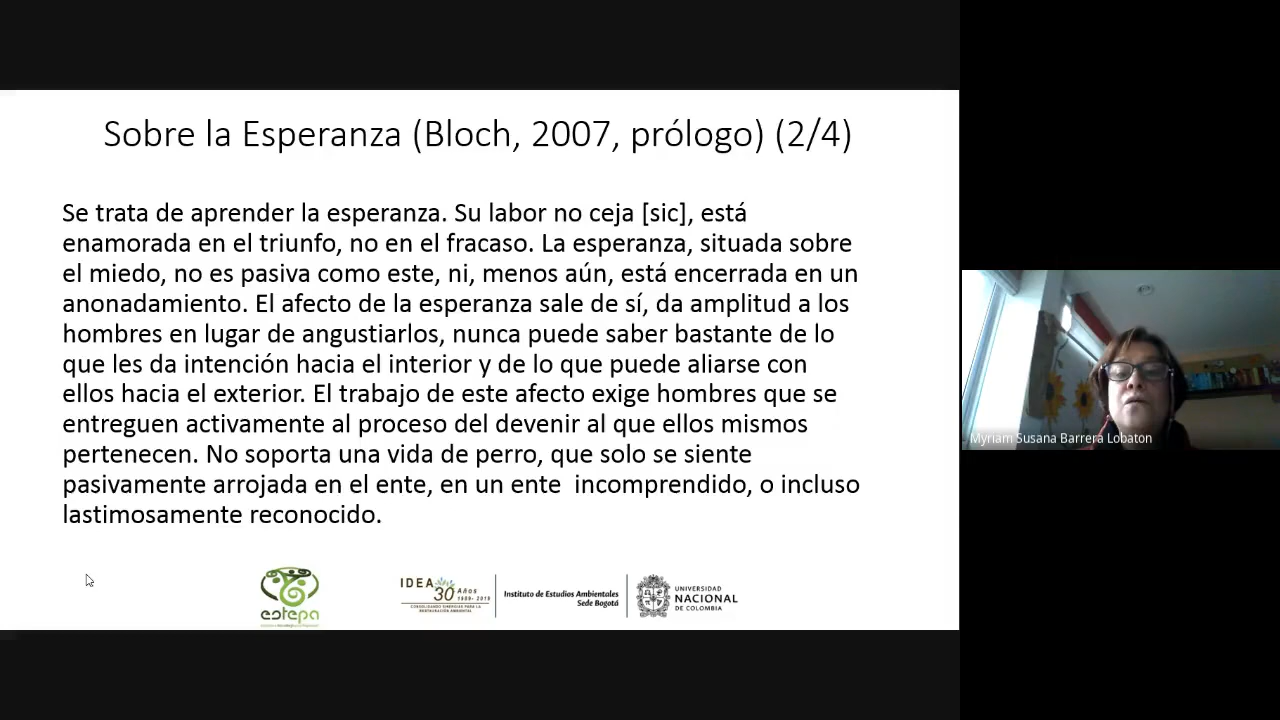 Sobre la Esperanza (Bloch, 2007, prólogo) (2/4)
Se trata de aprender la esperanza. Su labor no ceja [sic], está
enamorada en el triunfo, no en el fracaso. La esperanza, situada sobre
el miedo, no es pasiva como este, ni, menos aún, está encerrada en un
anonadamiento. El afecto de la esperanza sale de sí, da amplitud a los
hombres en lugar de angustiarlos, nunca puede saber bastante de lo
que les da intención hacia el interior y de lo que puede aliarse con
ellos hacia el exterior. El trabajo de este afecto exige hombres que se
entreguen activamente al proceso del devenir al que ellos mismos
pertenecen. No soporta una vida de perro, que solo se siente
pasivamente arrojada en el ente, en un ente incomprendido, o incluso
lastimosamente reconocido.
estepa
IDEA
30 Años
1989-2019
CONSOLIDANDO SINERGIAS PARA LA
Instituto de Estudios Ambientales
Sede Bogotá
UNIVERSIDAD
NACIONAL
DE COLOMBIA
Myriam Susana Barrera Lobaton